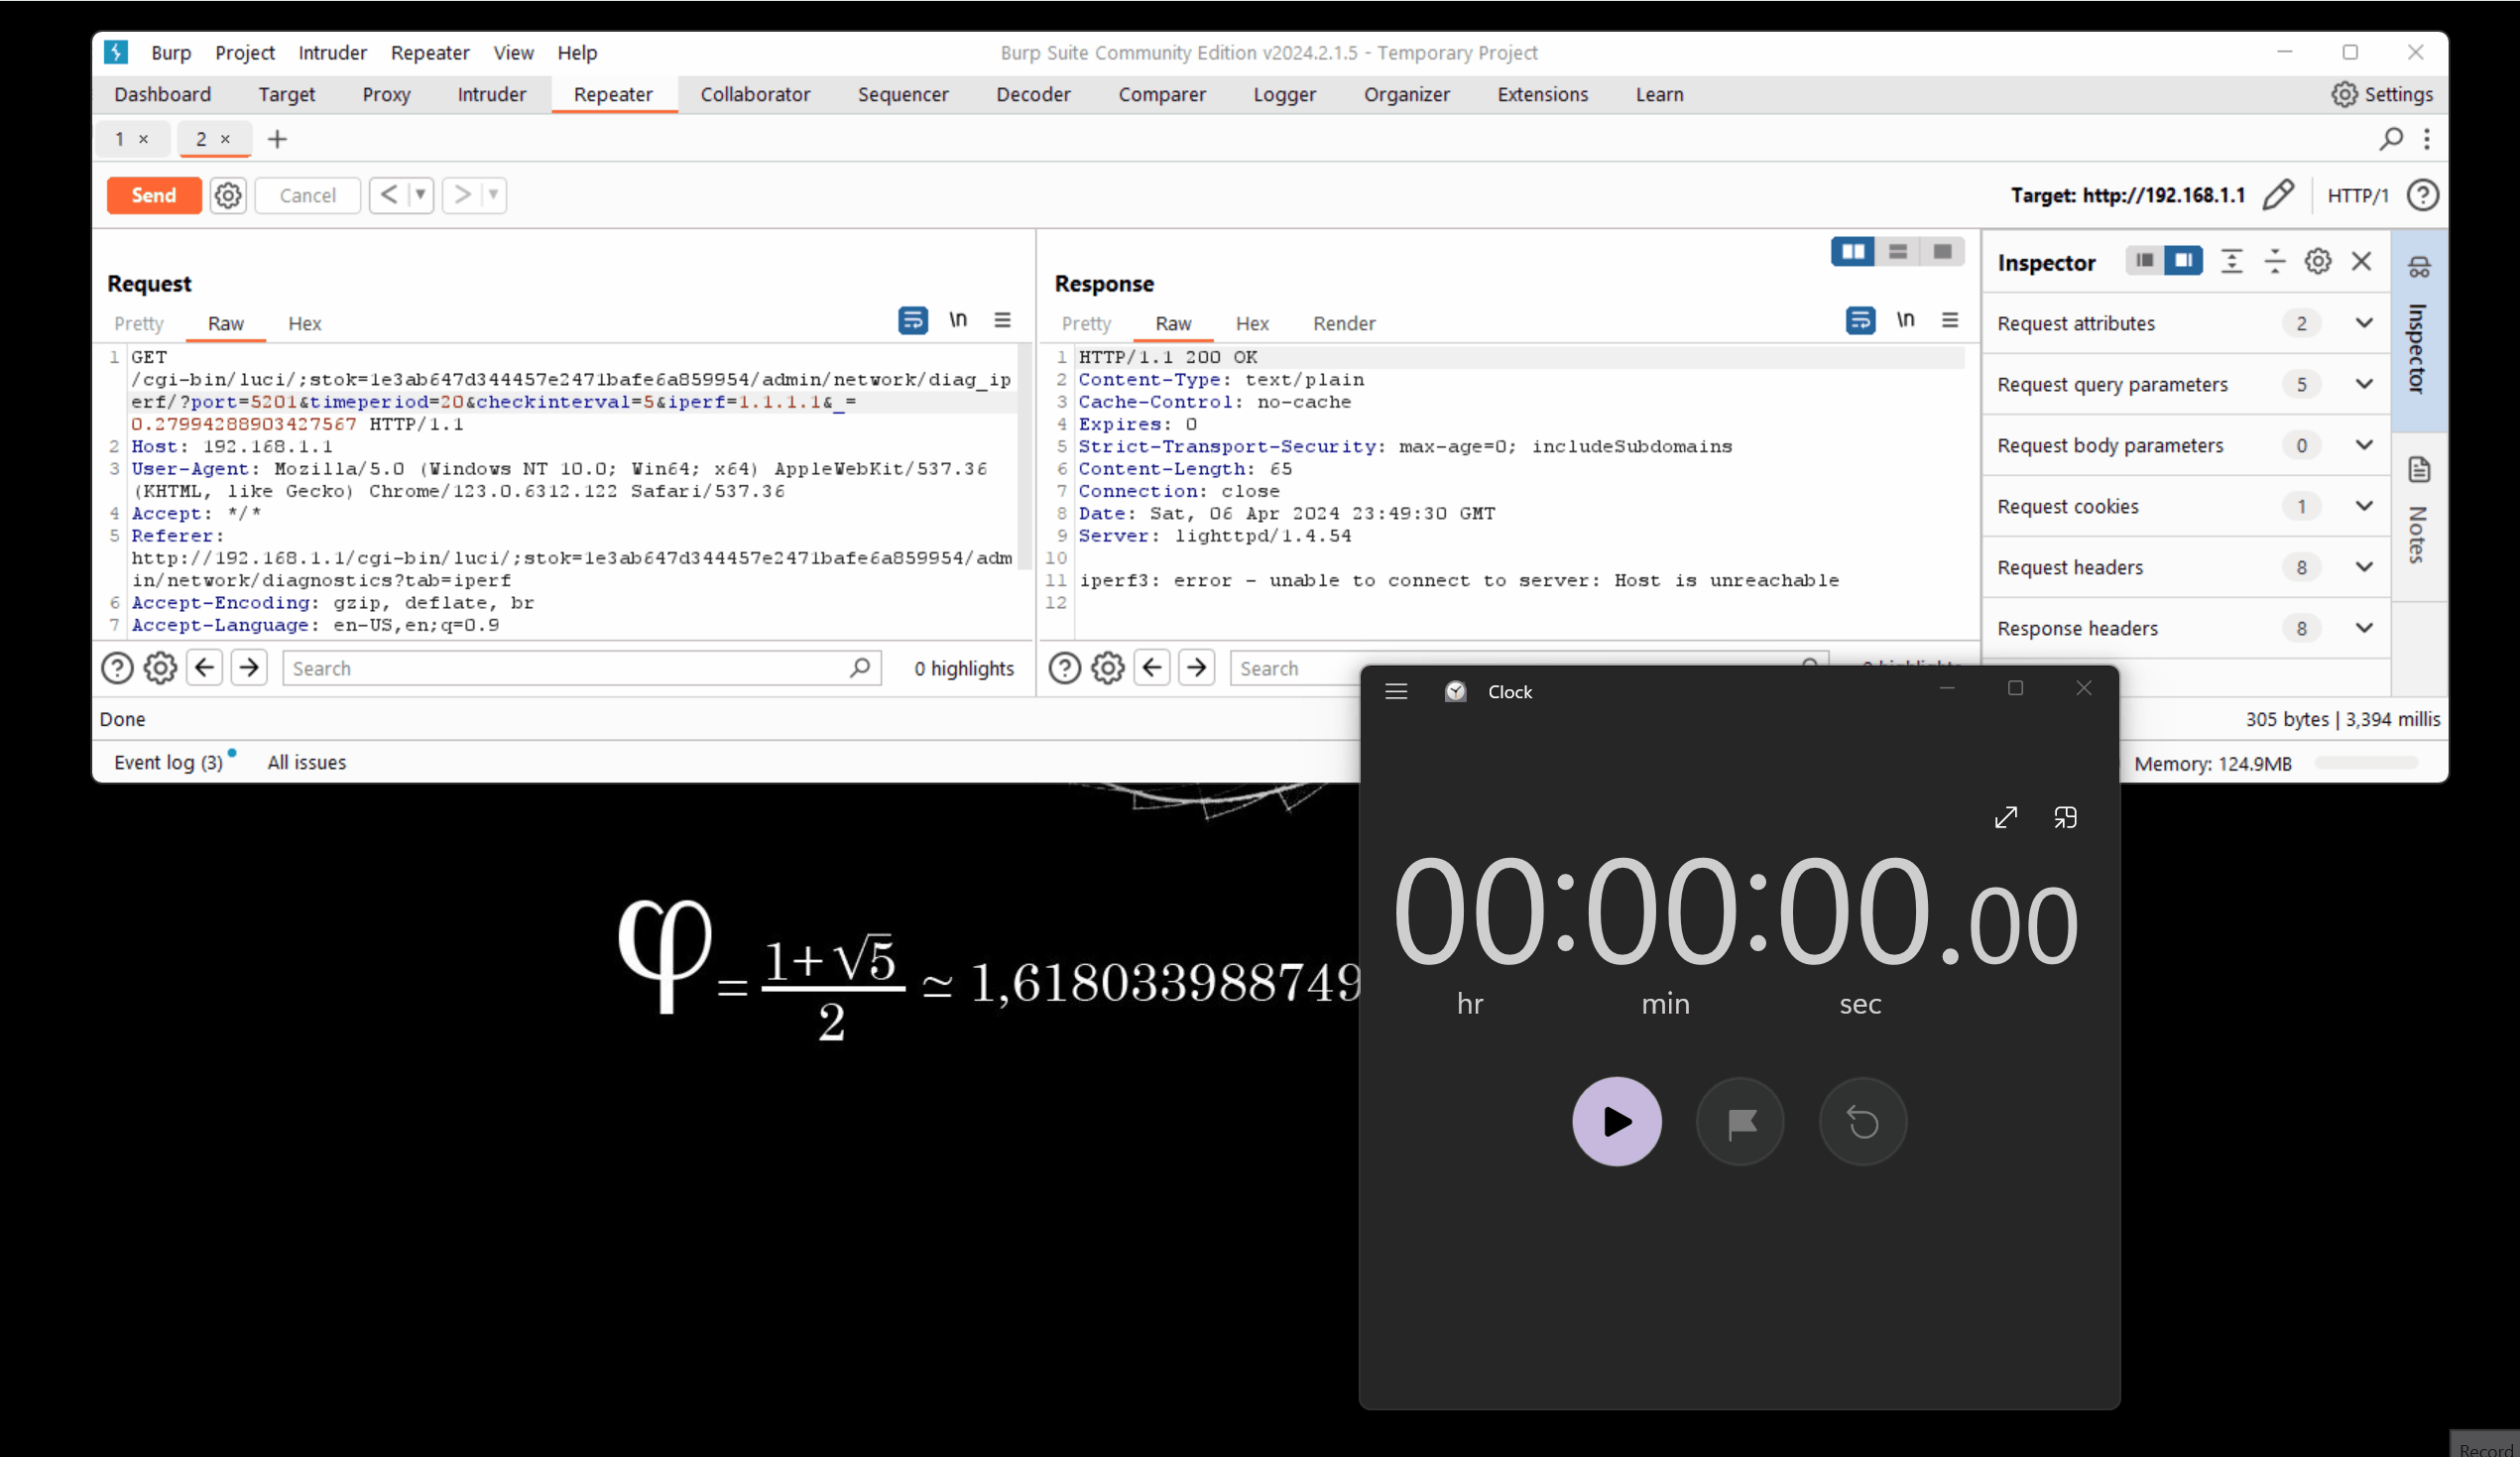 Burp Project Intruder Repeater View Help
Burp Suite Community Edition v2024.2.1.5 - Temporary Project
Dashboard Target Proxy Intruder Repeater Collaborator Sequencer Decoder Comparer Logger Organizer Extensions Learn
Settings
1 × 2 × +
Send Cancel < >
Target: http://192.168.1.1 HTTP/1
Request
Pretty Raw Hex
\n
1 GET
/cgi-bin/luci/;stok=1e3ab647d344457e2471bafe6a859954/admin/network/diag_ip
erf/?port=5201&timeperiod=20&checkinterval=5&iperf=1.1.1.1&_=
0.27994288903427567 HTTP/1.1
2 Host: 192.168.1.1
3 User-Agent: Mozilla/5.0 (Windows NT 10.0; Win64; x64) AppleWebKit/537.36
(KHTML, like Gecko) Chrome/123.0.6312.122 Safari/537.36
4 Accept: */*
5 Referer:
http://192.168.1.1/cgi-bin/luci/;stok=1e3ab647d344457e2471bafe6a859954/adm
in/network/diagnostics?tab=iperf
6 Accept-Encoding: gzip, deflate, br
7 Accept-Language: en-US,en;q=0.9
Search
0 highlights
Response
Pretty Raw Hex Render
\n
1 HTTP/1.1 200 OK
2 Content-Type: text/plain
3 Cache-Control: no-cache
4 Expires: 0
5 Strict-Transport-Security: max-age=0; includeSubdomains
6 Content-Length: 65
7 Connection: close
8 Date: Sat, 06 Apr 2024 23:49:30 GMT
9 Server: lighttpd/1.4.54
10
11 iperf3: error - unable to connect to server: Host is unreachable
12
Search
Inspector
Request attributes 2
Request query parameters 5
Request body parameters 0
Request cookies 1
Request headers 8
Response headers 8
Inspector
Notes
Done
305 bytes | 3,394 millis
Event log (3) All issues
Memory: 124.9MB
Clock
00:00:00.00
hr min sec
φ = 1+√5 / 2 ≃ 1,618033988749
Record